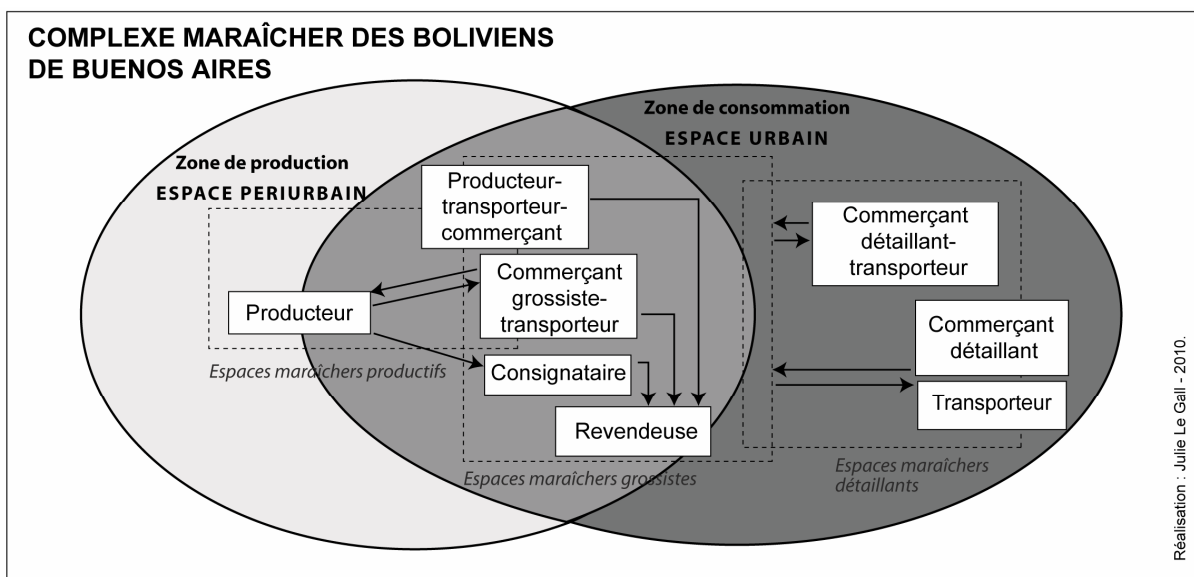 COMPLEXE MARAÎCHER DES BOLIVIENS
DE BUENOS AIRES
Zone de consommation
ESPACE URBAIN
Zone de production
ESPACE PERIURBAIN
Producteur-
transporteur-
commerçant
Commerçant
détaillant-
transporteur
Commerçant
grossiste-
transporteur
Producteur
Commerçant
détaillant
Espaces maraîchers productifs
Consignataire
Transporteur
Revendeuse
Espaces maraîchers grossistes
Espaces maraîchers
détaillants
Réalisation : Julie Le Gall - 2010.